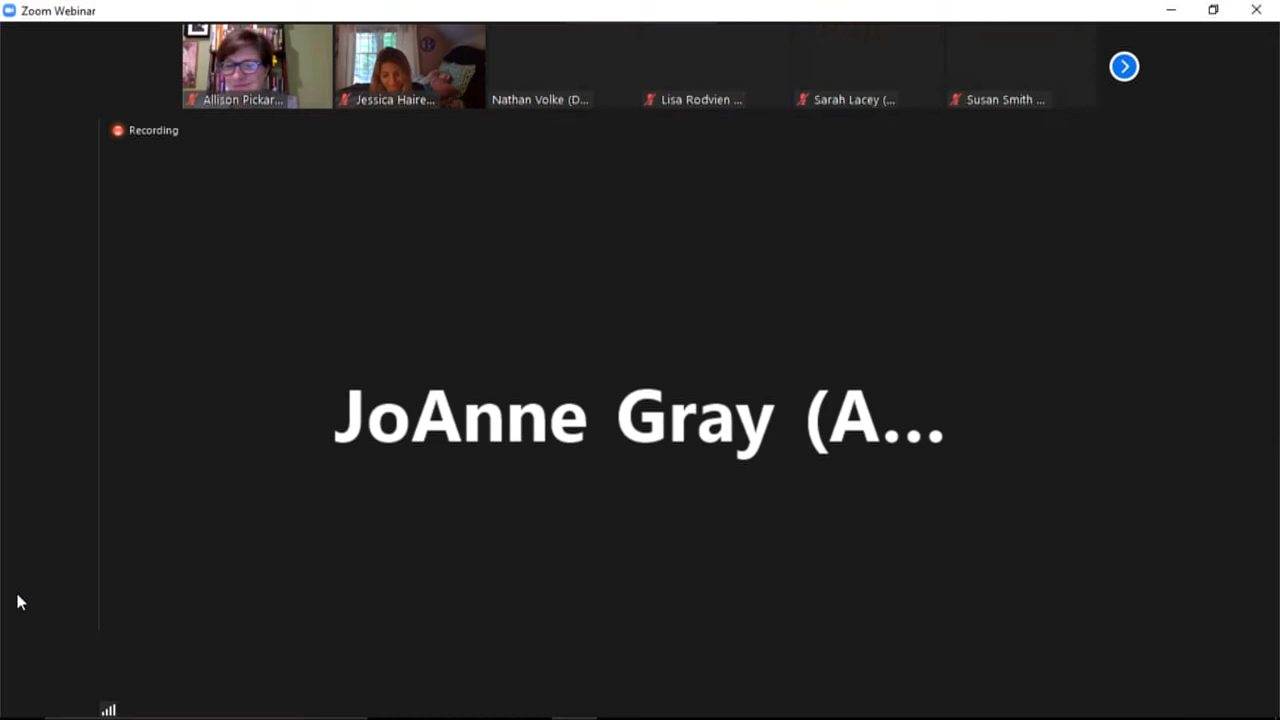 Zoom Webinar
Allison Pickar...
Jessica Haire...
Nathan Volke (D...
Lisa Rodvien ...
Sarah Lacey (...
Susan Smith ...
Recording
JoAnne Gray (A...